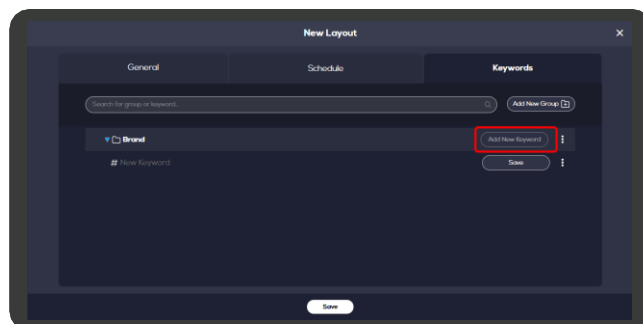 New Layout
General
Schedule
Keywords
Search for group or keyword...
Add New Group
Brand
Add New Keyword
# New Keyword
Save
Save